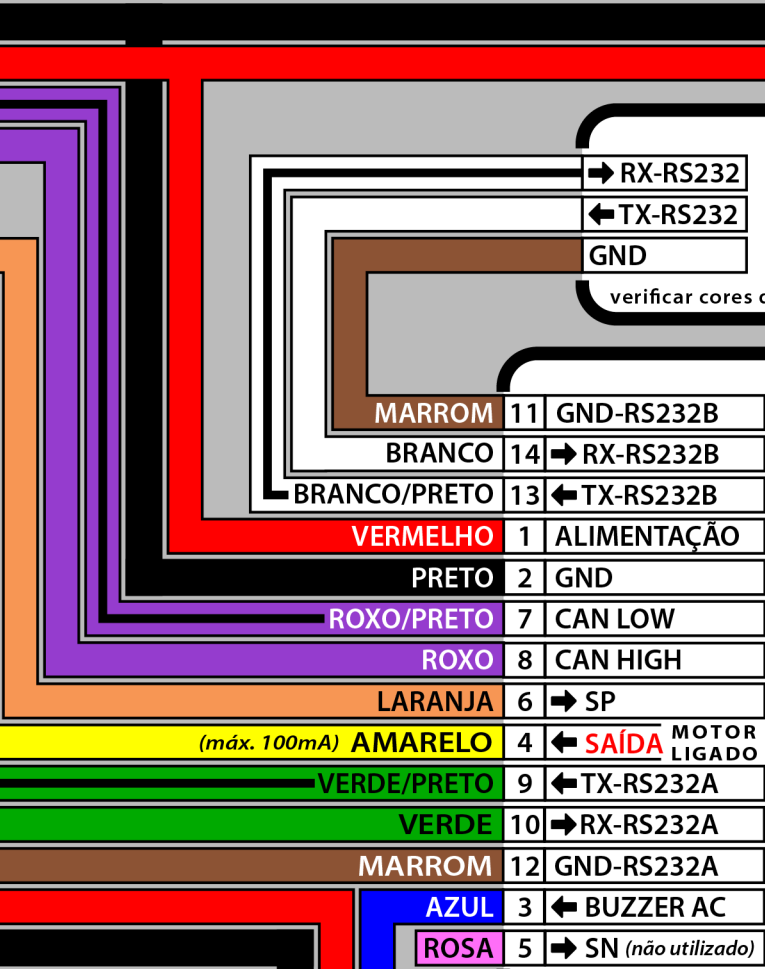 ➡ RX-RS232
⬅ TX-RS232
GND
verificar cores
MARROM 11 GND-RS232B
BRANCO 14 ➡ RX-RS232B
BRANCO/PRETO 13 ⬅ TX-RS232B
VERMELHO 1 ALIMENTAÇÃO
PRETO 2 GND
ROXO/PRETO 7 CAN LOW
ROXO 8 CAN HIGH
LARANJA 6 ➡ SP
(máx. 100mA) AMARELO 4 ⬅ SAÍDA MOTOR LIGADO
VERDE/PRETO 9 ⬅ TX-RS232A
VERDE 10 ➡ RX-RS232A
MARROM 12 GND-RS232A
AZUL 3 ⬅ BUZZER AC
ROSA 5 ➡ SN (não utilizado)